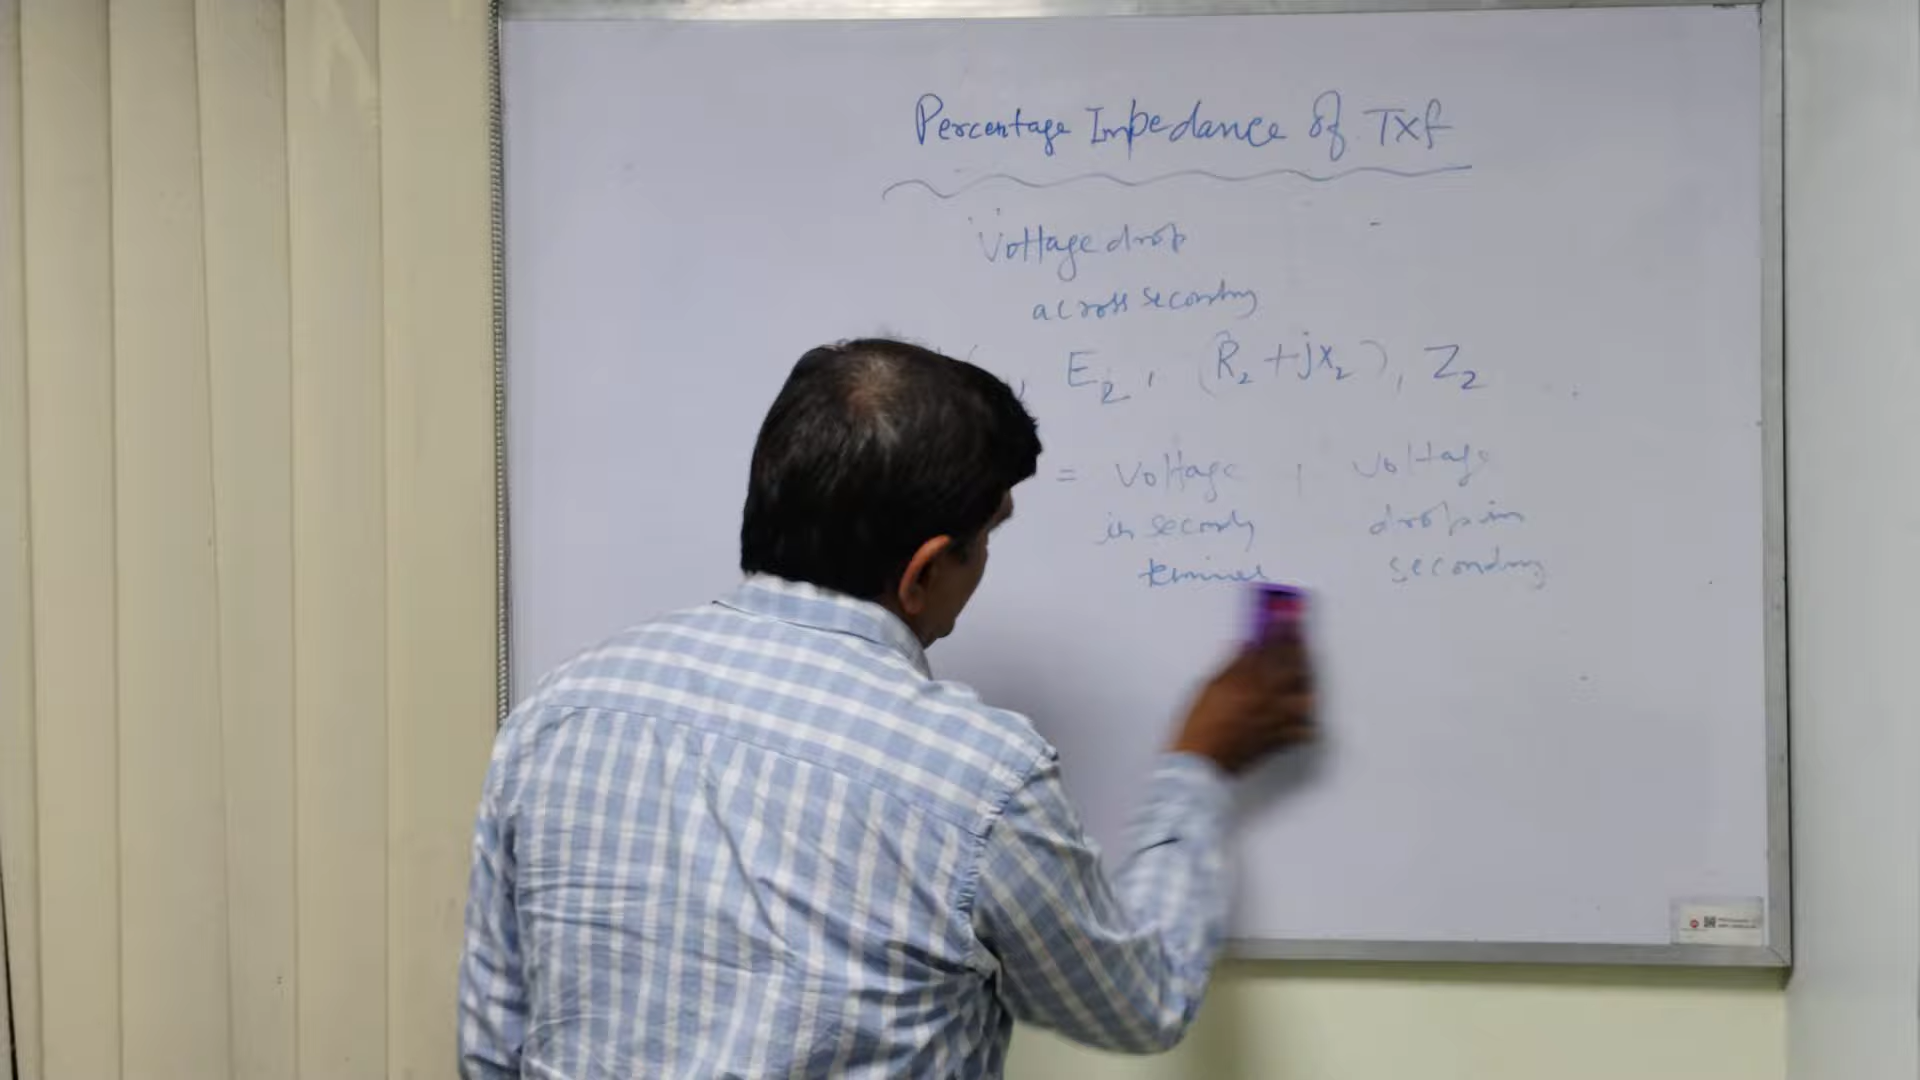 Percentage Impedance of Txf
Voltage drop
across secondary
, E₂, (R₂ + jx₂), Z₂
= Voltage , voltage
in secondy drop in
terminal secondary